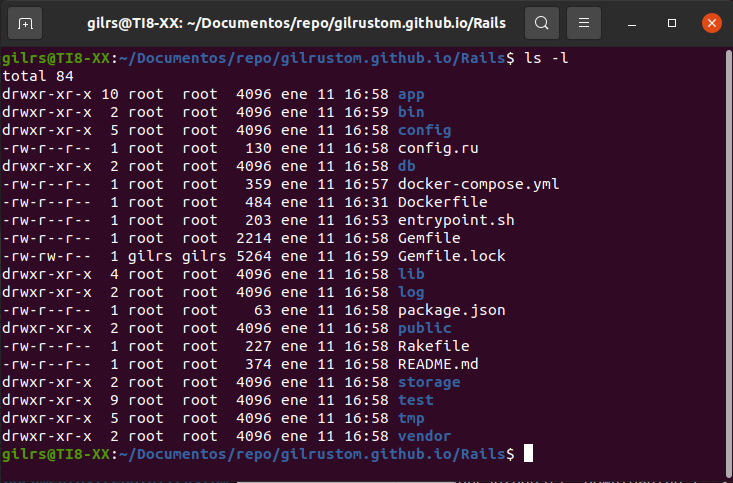 gilrs@TI8-XX: ~/Documentos/repo/gilrustom.github.io/Rails
gilrs@TI8-XX:~/Documentos/repo/gilrustom.github.io/Rails$ ls -l
total 84
drwxr-xr-x 10 root  root  4096 ene 11 16:58 app
drwxr-xr-x  2 root  root  4096 ene 11 16:59 bin
drwxr-xr-x  5 root  root  4096 ene 11 16:58 config
-rw-r--r--  1 root  root   130 ene 11 16:58 config.ru
drwxr-xr-x  2 root  root  4096 ene 11 16:58 db
-rw-r--r--  1 root  root   359 ene 11 16:57 docker-compose.yml
-rw-r--r--  1 root  root   484 ene 11 16:31 Dockerfile
-rw-r--r--  1 root  root   203 ene 11 16:53 entrypoint.sh
-rw-r--r--  1 root  root  2214 ene 11 16:58 Gemfile
-rw-rw-r--  1 gilrs gilrs 5264 ene 11 16:59 Gemfile.lock
drwxr-xr-x  4 root  root  4096 ene 11 16:58 lib
drwxr-xr-x  2 root  root  4096 ene 11 16:58 log
-rw-r--r--  1 root  root    63 ene 11 16:58 package.json
drwxr-xr-x  2 root  root  4096 ene 11 16:58 public
-rw-r--r--  1 root  root   227 ene 11 16:58 Rakefile
-rw-r--r--  1 root  root   374 ene 11 16:58 README.md
drwxr-xr-x  2 root  root  4096 ene 11 16:58 storage
drwxr-xr-x  9 root  root  4096 ene 11 16:58 test
drwxr-xr-x  5 root  root  4096 ene 11 16:58 tmp
drwxr-xr-x  2 root  root  4096 ene 11 16:58 vendor
gilrs@TI8-XX:~/Documentos/repo/gilrustom.github.io/Rails$